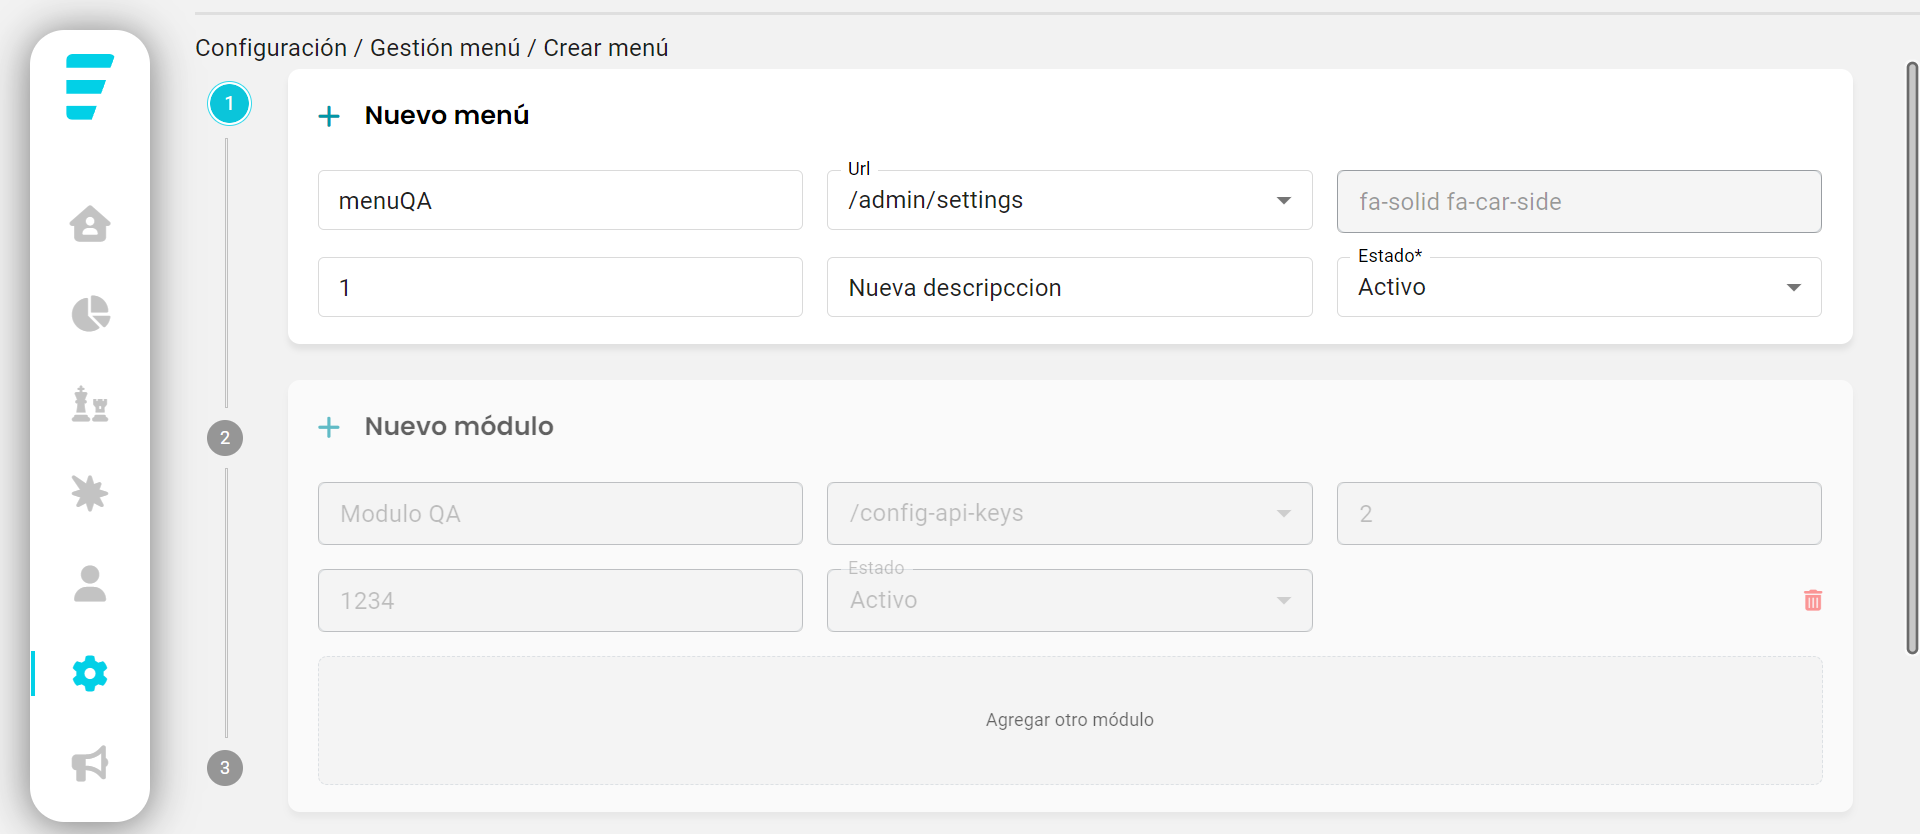 Configuración / Gestión menú / Crear menú
1
Nuevo menú
menuQA
Url
/admin/settings
fa-solid fa-car-side
1
Nueva descripccion
Estado*
Activo
2
Nuevo módulo
Modulo QA
/config-api-keys
2
1234
Estado
Activo
Agregar otro módulo
3